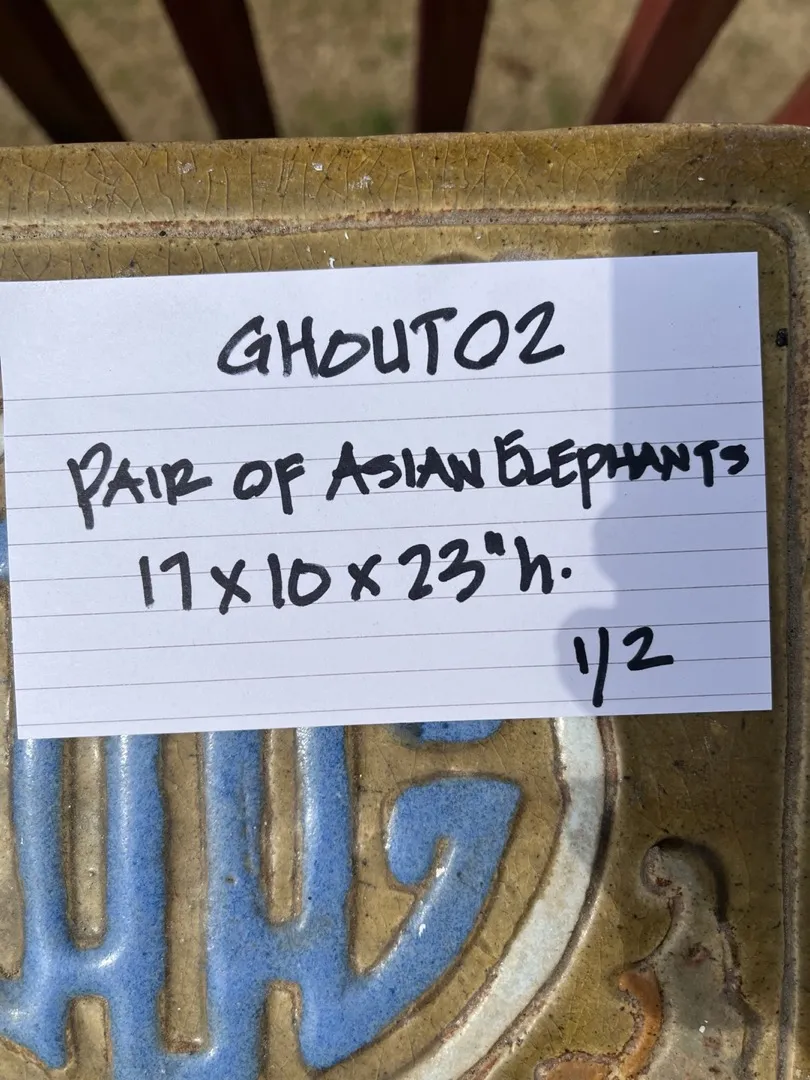 GHOUT02
PAIR OF ASIAN ELEPHANTS
17 x 10 x 23"h.
1/2